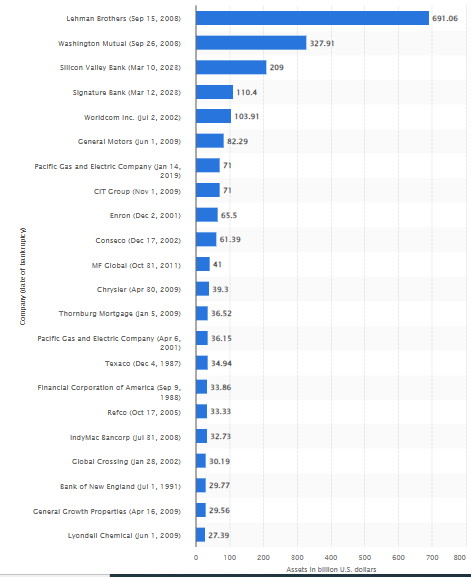 Lehman Brothers (Sep 15, 2008)
691.06
Washington Mutual (Sep 26, 2008)
327.91
Silicon Valley Bank (Mar 10, 2023)
209
Signature Bank (Mar 12, 2023)
110.4
Worldcom Inc. (Jul 2, 2002)
103.91
General Motors (Jun 1, 2009)
82.29
Pacific Gas and Electric Company (Jan 14,
2019)
71
CIT Group (Nov 1, 2009)
71
Enron (Dec 2, 2001)
65.5
Conseco (Dec 17, 2002)
61.39
MF Global (Oct 31, 2011)
41
Chrysler (Apr 30, 2009)
39.3
Thornburg Mortgage (Jan 5, 2009)
36.52
Pacific Gas and Electric Company (Apr 6,
2001)
36.15
Texaco (Dec 4, 1987)
34.94
Financial Corporation of America (Sep 9,
1988)
33.86
Refco (Oct 17, 2005)
33.33
IndyMac Bancorp (Jul 31, 2008)
32.73
Global Crossing (Jan 28, 2002)
30.19
Bank of New England (Jul 1, 1991)
29.77
General Growth Properties (Apr 16, 2009)
29.56
Lyondell Chemical (Jun 1, 2009)
27.39
Company (date of bankruptcy)
0 100 200 300 400 500 600 700 800
Assets in billion U.S. dollars